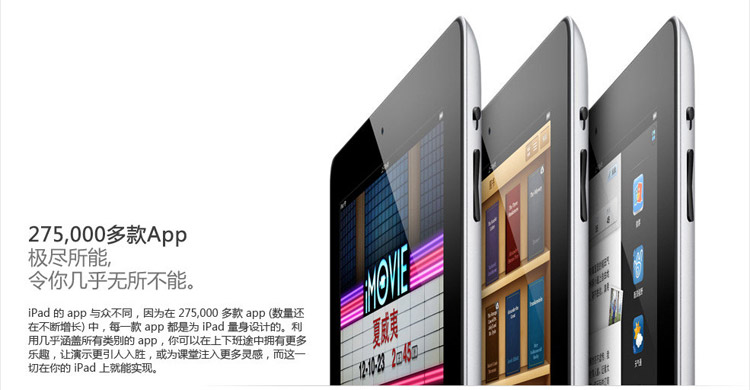 275,000多款App
极尽所能,
令你几乎无所不能。
iPad 的 app 与众不同，因为在 275,000 多款 app (数量还
在不断增长) 中，每一款 app 都是为 iPad 量身设计的。利
用几乎涵盖所有类别的 app，你可以在上下班途中拥有更多
乐趣，让演示更引人入胜，或为课堂注入更多灵感，而这一
切在你的 iPad 上就能实现。
iMOVIE
夏威夷
12-10-23 2时45分